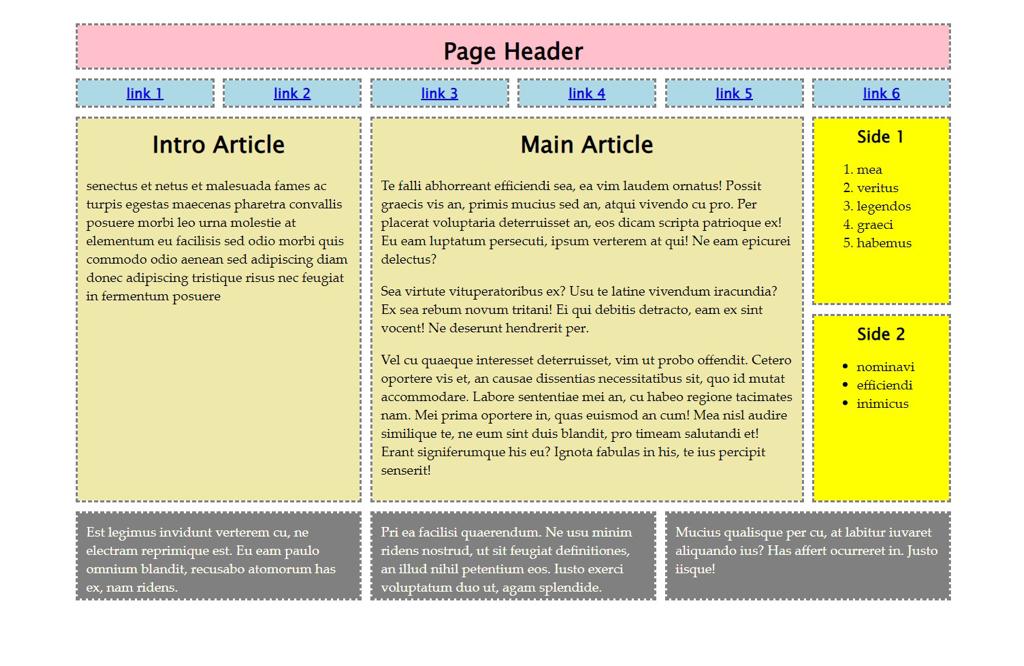 Page Header
link 1
link 2
link 3
link 4
link 5
link 6
Intro Article
senectus et netus et malesuada fames ac
turpis egestas maecenas pharetra convallis
posuere morbi leo urna molestie at
elementum eu facilisis sed odio morbi quis
commodo odio aenean sed adipiscing diam
donec adipiscing tristique risus nec feugiat
in fermentum posuere
Main Article
Te falli abhorreant efficiendi sea, ea vim laudem ornatus! Possit
graecis vis an, primis mucius sed an, atqui vivendo cu pro. Per
placerat voluptaria deterruisset an, eos dicam scripta patrioque ex!
Eu eam luptatum persecuti, ipsum verterem at qui! Ne eam epicurei
delectus?
Sea virtute vituperatoribus ex? Usu te latine vivendum iracundia?
Ex sea rebum novum tritani! Ei qui debitis detracto, eam ex sint
vocent! Ne deserunt hendrerit per.
Vel cu quaeque interesset deterruisset, vim ut probo offendit. Cetero
oportere vis et, an causae dissentias necessitatibus sit, quo id mutat
accommodare. Labore sententiae mei an, cu habeo regione tacimates
nam. Mei prima oportere in, quas euismod an cum! Mea nisl audire
similique te, ne eum sint duis blandit, pro timeam salutandi et!
Erant signiferumque his eu? Ignota fabulas in his, te ius percipit
senserit!
Side 1
1. mea
2. veritus
3. legendos
4. graeci
5. habemus
Side 2
• nominavi
• efficiendi
• inimicus
Est legimus invidunt verterem cu, ne
electram reprimique est. Eu eam paulo
omnium blandit, recusabo atomorum has
ex, nam ridens.
Pri ea facilisi quaerendum. Ne usu minim
ridens nostrud, ut sit feugiat definitiones,
an illud nihil petentium eos. Iusto exerci
voluptatum duo ut, agam splendide.
Mucius qualisque per cu, at labitur iuvaret
aliquando ius? Has affert ocurreret in. Justo
iisque!